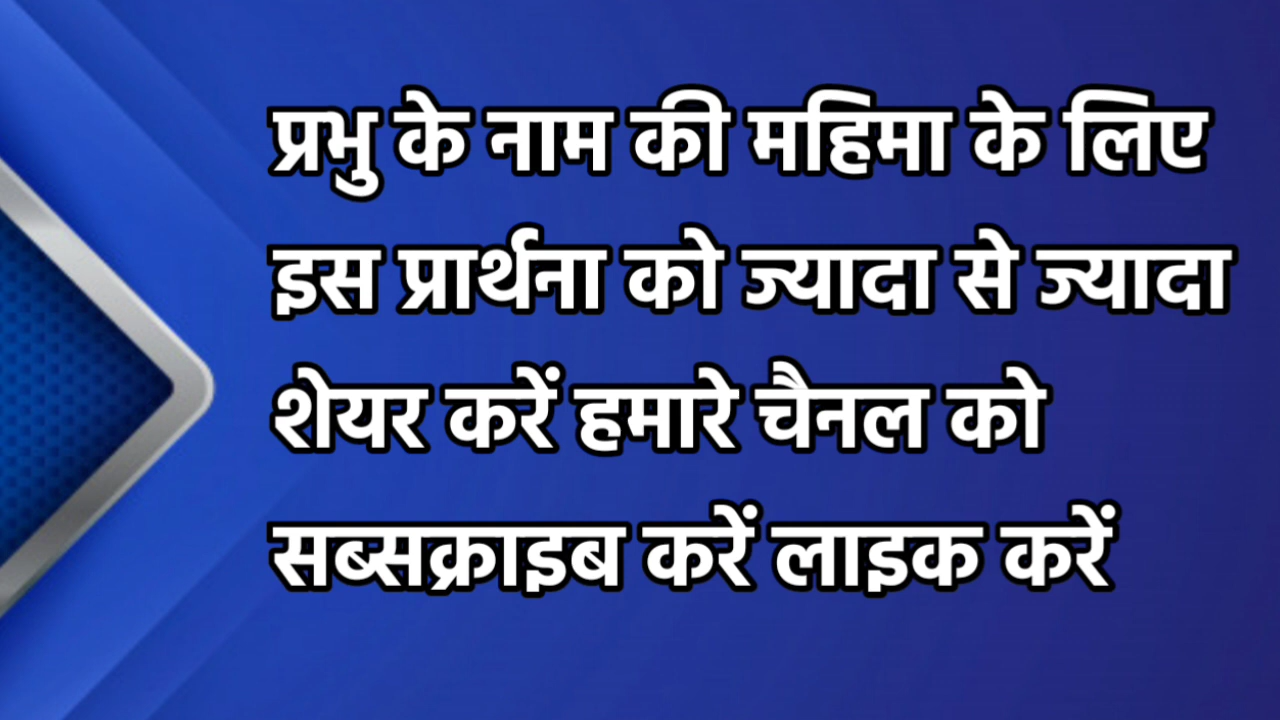 प्रभु के नाम की महिमा के लिए
इस प्रार्थना को ज्यादा से ज्यादा
शेयर करें हमारे चैनल को
सब्सक्राइब करें लाइक करें